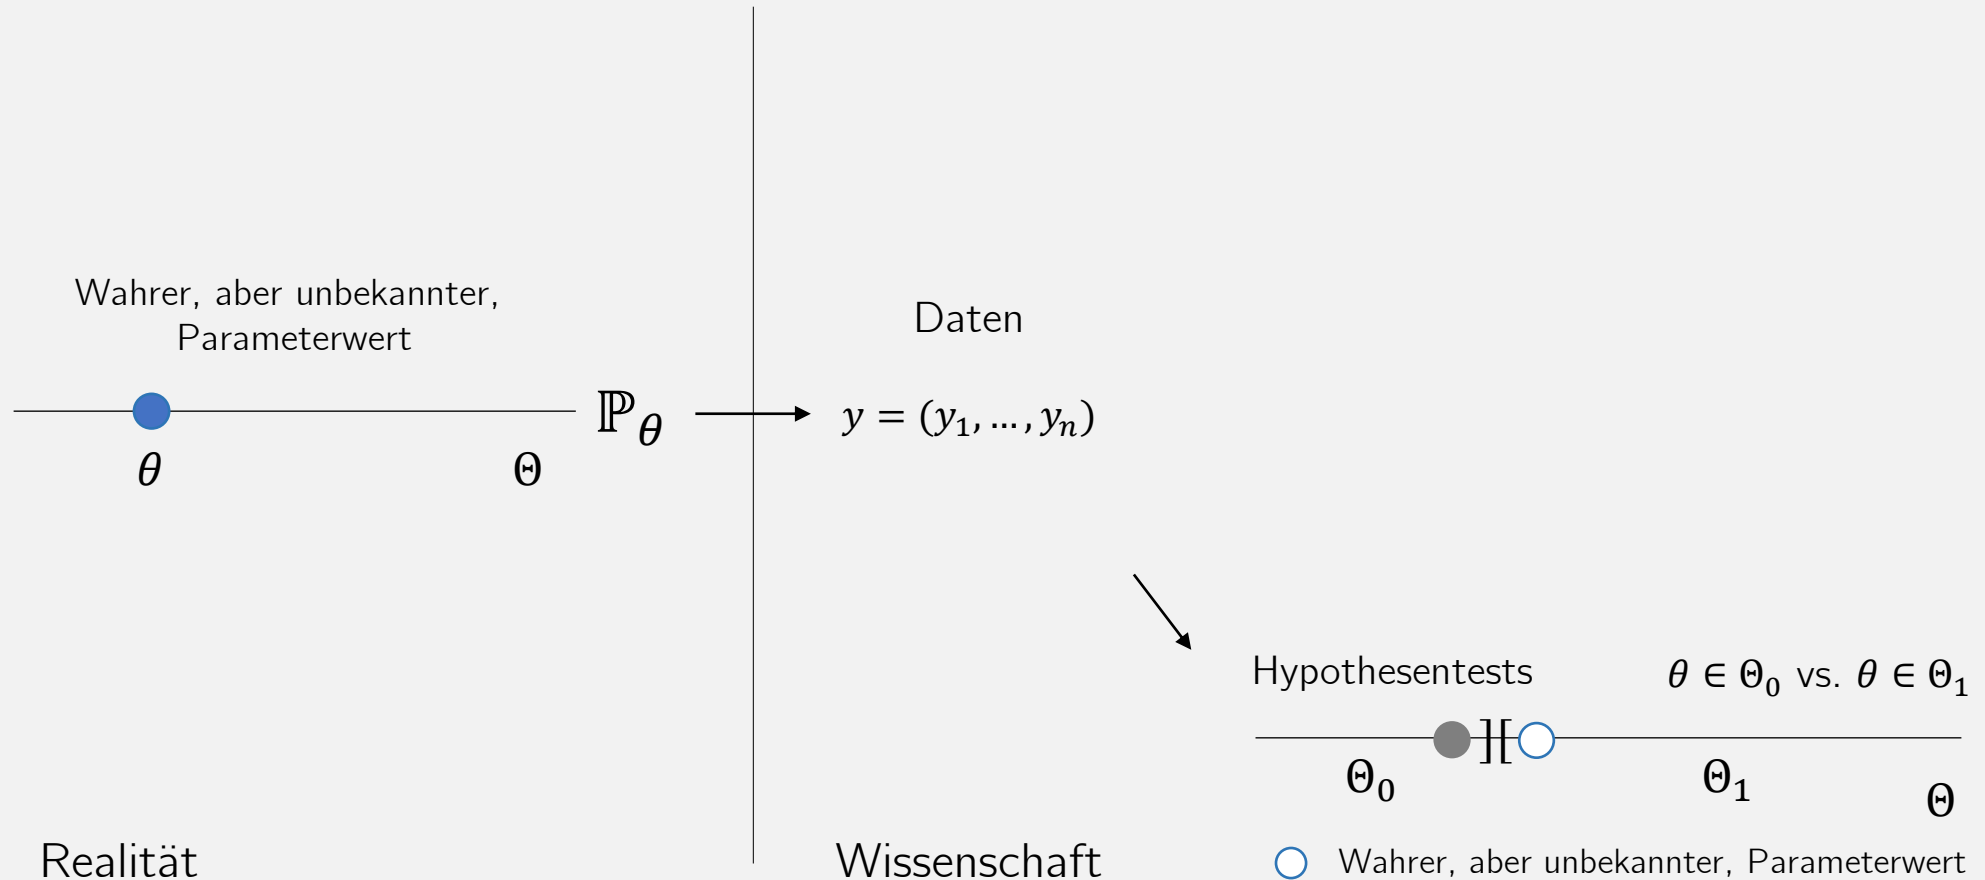 Wahrer, aber unbekannter,
Parameterwert
θ
Θ
ℙ_θ
Daten
y = (y₁, … , yₙ)
Hypothesentests
θ ∈ Θ₀ vs. θ ∈ Θ₁
][
Θ₀
Θ₁
Θ
Realität
Wissenschaft
Wahrer, aber unbekannter, Parameterwert